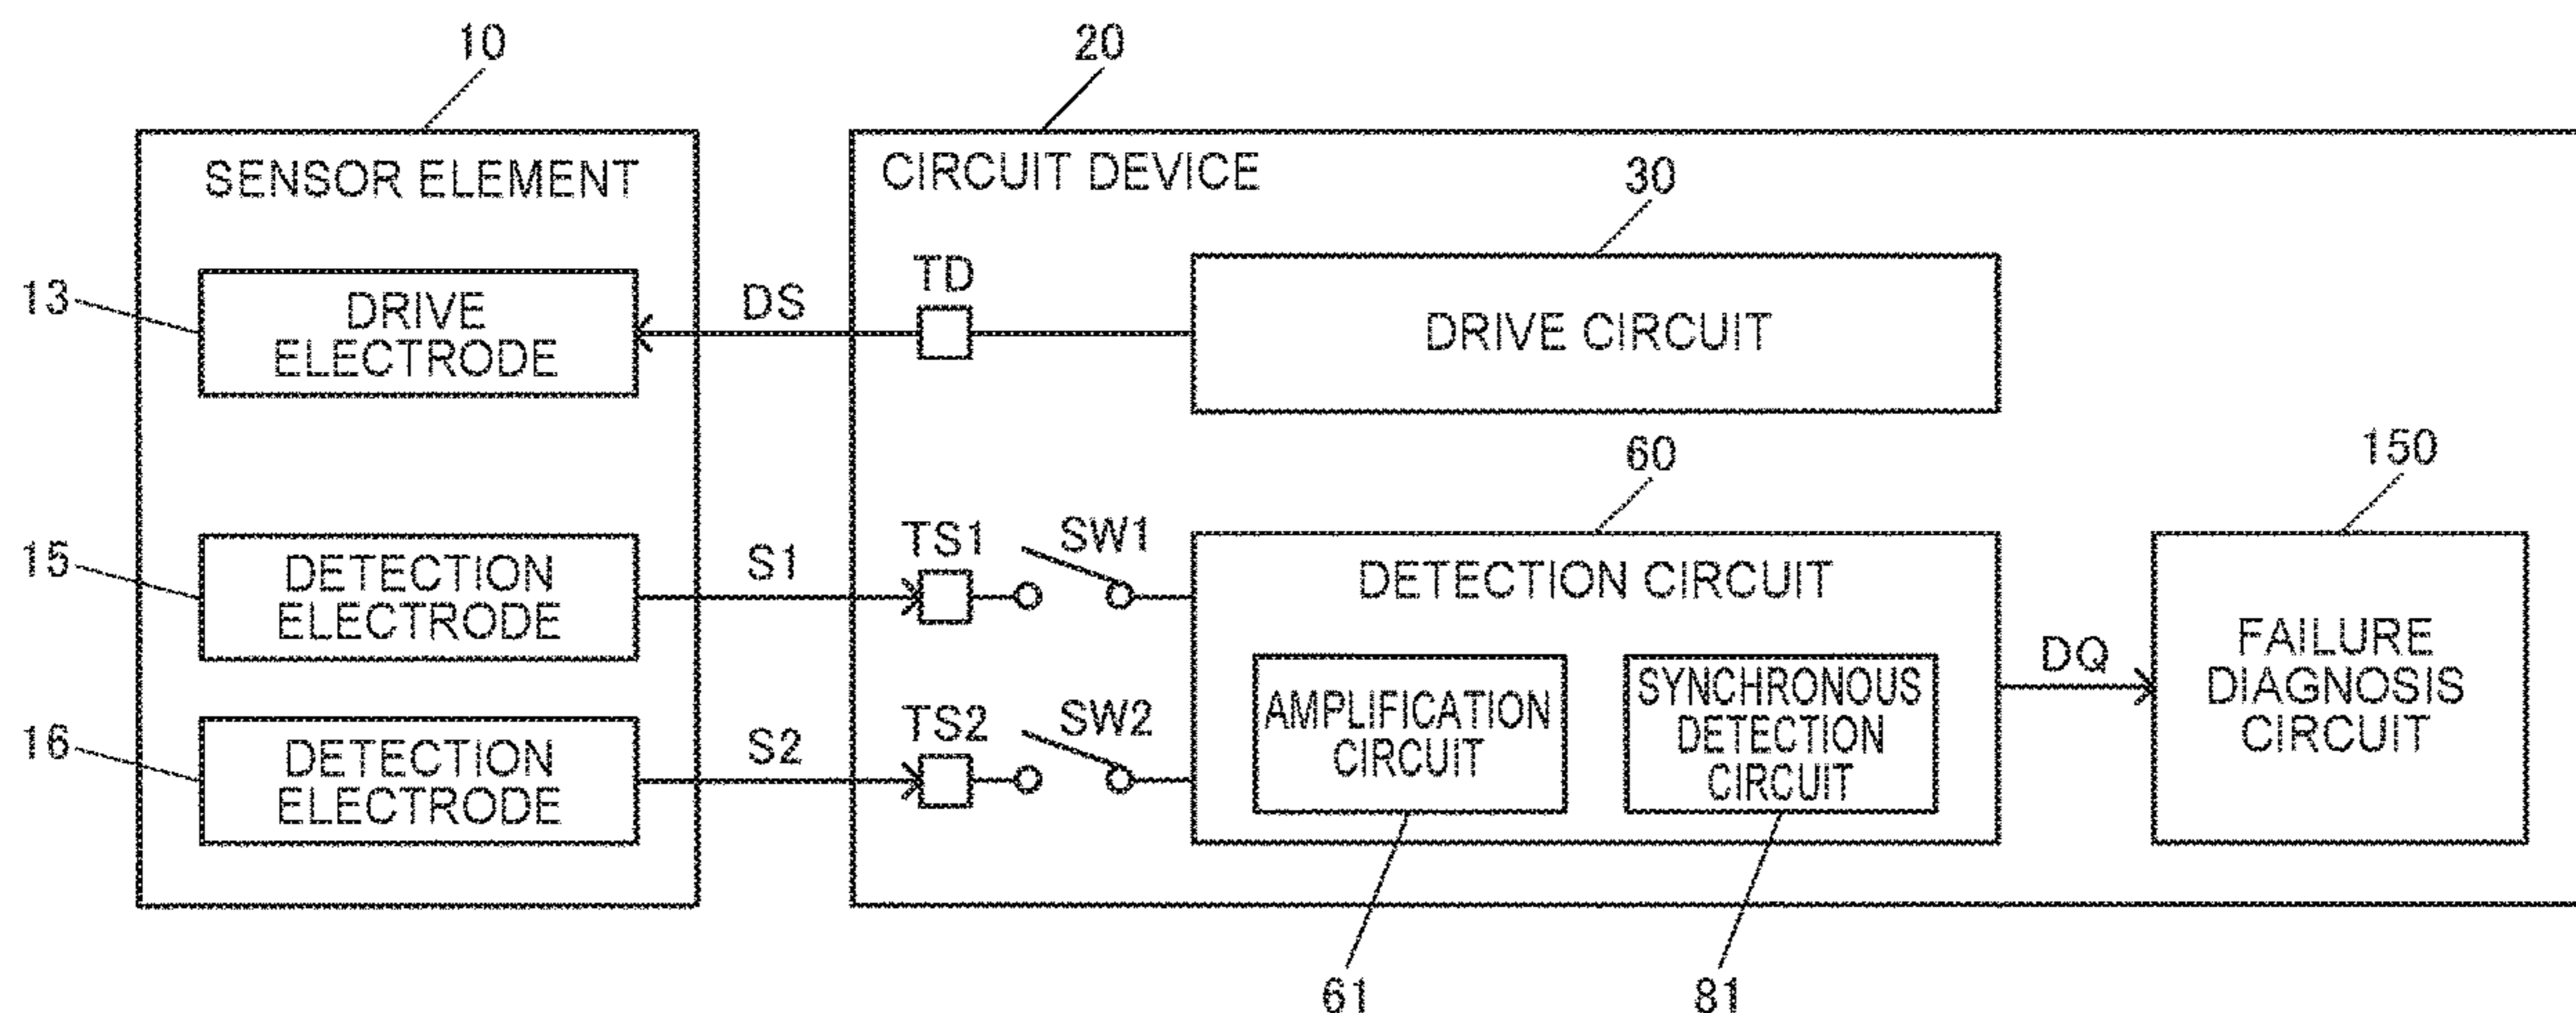 10
20
SENSOR ELEMENT
CIRCUIT DEVICE
30
13
DRIVE
ELECTRODE
DS
TD
DRIVE CIRCUIT
60
150
15
DETECTION
ELECTRODE
S1
TS1
SW1
DETECTION CIRCUIT
16
DETECTION
ELECTRODE
S2
TS2
SW2
AMPLIFICATION
CIRCUIT
SYNCHRONOUS
DETECTION
CIRCUIT
DQ
FAILURE
DIAGNOSIS
CIRCUIT
61
81